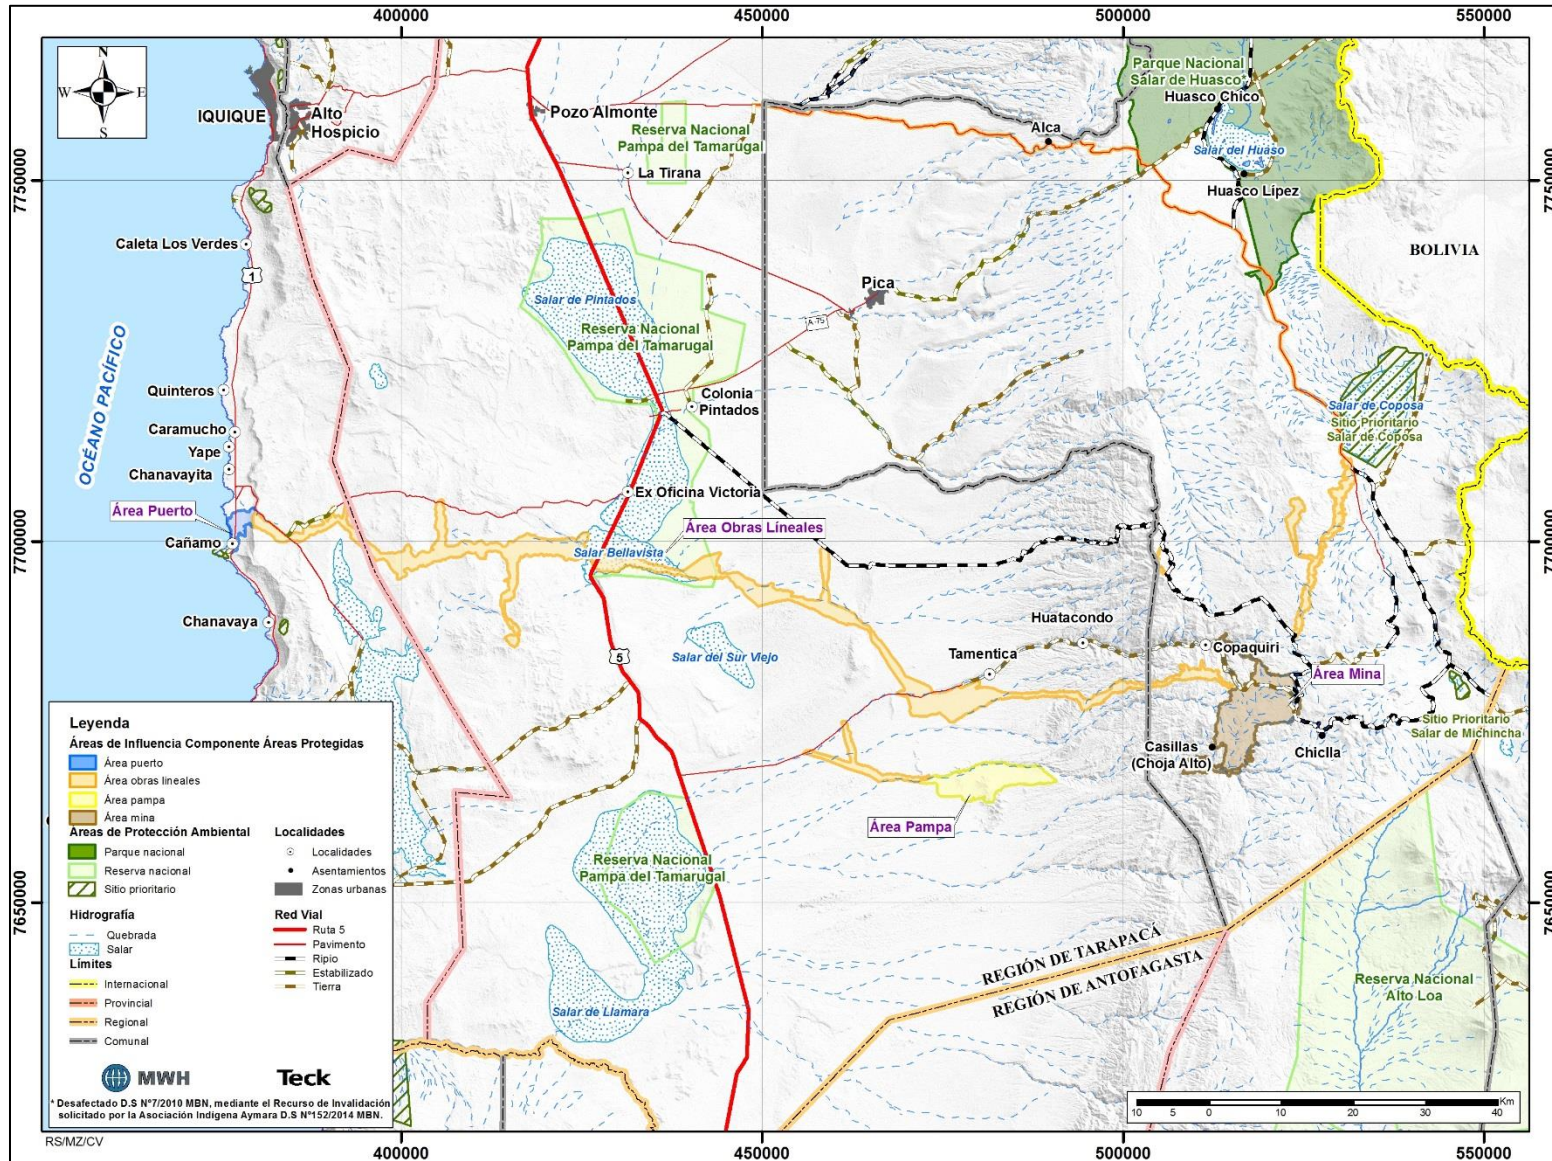 400000
450000
500000
550000
7750000
7750000
7700000
7700000
7650000
7650000
400000
450000
500000
550000
N
W
E
S
IQUIQUE
Alto
Hospicio
Pozo Almonte
Reserva Nacional
Pampa del Tamarugal
La Tirana
Alca
Parque Nacional
Salar de Huasco*
Huasco Chico
Salar del Huaso
Huasco Lípez
BOLIVIA
Caleta Los Verdes
1
Salar de Pintados
Reserva Nacional
Pampa del Tamarugal
Pica
A-75
OCÉANO PACÍFICO
Quinteros
Caramucho
Yape
Chanavayita
Colonia
Pintados
Salar de Coposa
Sitio Prioritario
Salar de Coposa
Área Puerto
Ex Oficina Victoria
Área Obras Líneales
Cañamo
Salar Bellavista
Chanavaya
Huatacondo
Tamentica
Copaquiri
Salar del Sur Viejo
5
Área Mina
Casillas
(Choja Alto)
Chiclla
Sitio Prioritario
Salar de Michincha
Área Pampa
Reserva Nacional
Pampa del Tamarugal
Salar de Llamara
REGIÓN DE TARAPACÁ
REGIÓN DE ANTOFAGASTA
Reserva Nacional
Alto Loa
Leyenda
Áreas de Influencia Componente Áreas Protegidas
Área puerto
Área obras lineales
Área pampa
Área mina
Áreas de Protección Ambiental
Parque nacional
Reserva nacional
Sitio prioritario
Hidrografía
Quebrada
Salar
Límites
Internacional
Provincial
Regional
Comunal
Localidades
Localidades
Asentamientos
Zonas urbanas
Red Vial
Ruta 5
Pavimento
Ripio
Estabilizado
Tierra
MWH
Teck
* Desafectado D.S Nº7/2010 MBN, mediante el Recurso de Invalidación
solicitado por la Asociación Indigena Aymara D.S Nº152/2014 MBN.
10 5 0 10 20 30 40 Km
RS/MZ/CV